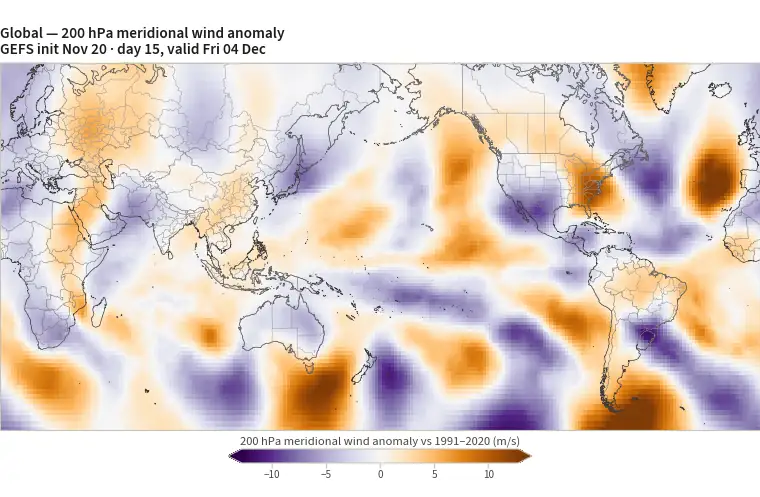 Global — 200 hPa meridional wind anomaly
GEFS init Nov 20 · day 15, valid Fri 04 Dec
200 hPa meridional wind anomaly vs 1991–2020 (m/s)
−10 −5 0 5 10